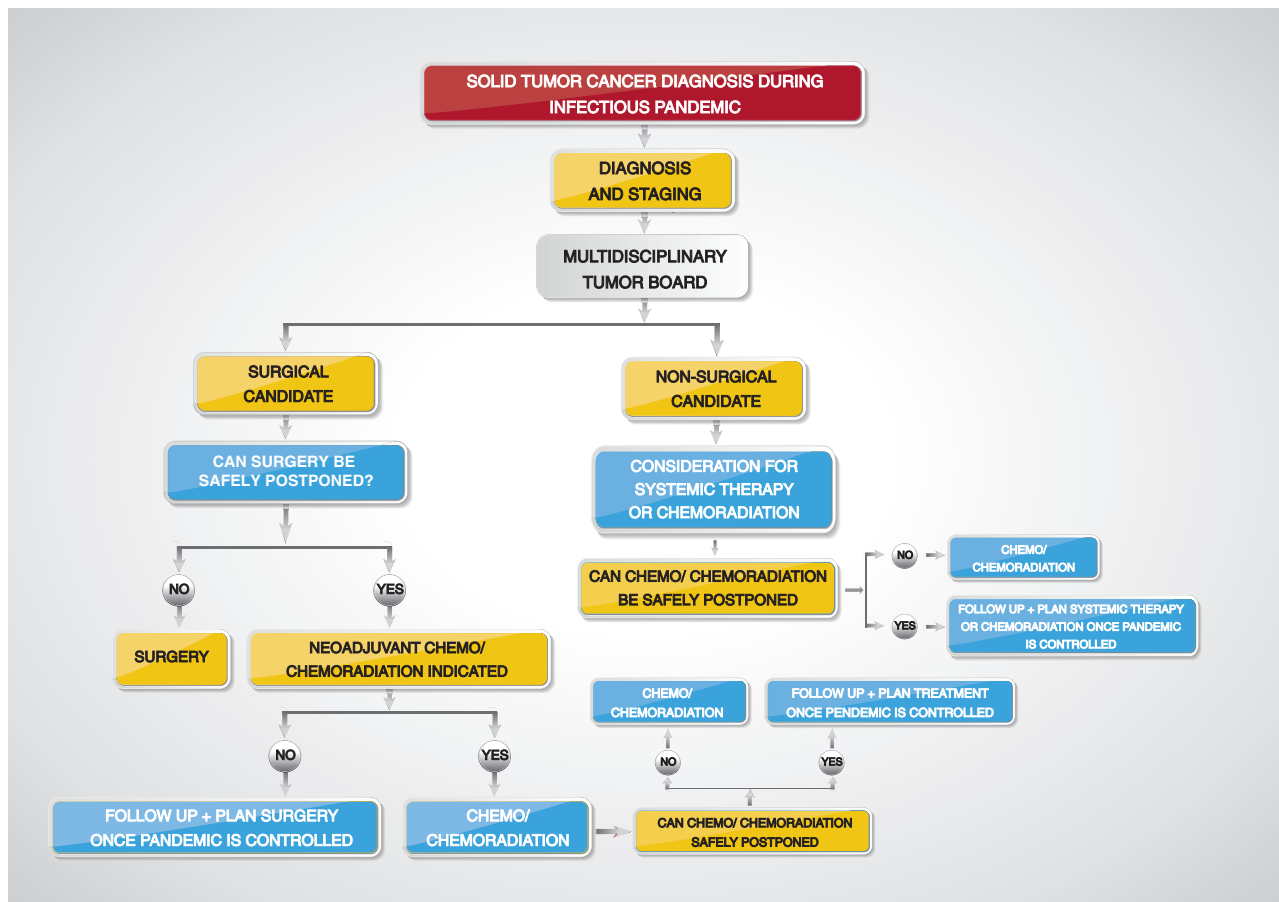 SOLID TUMOR CANCER DIAGNOSIS DURING
INFECTIOUS PANDEMIC
DIAGNOSIS
AND STAGING
MULTIDISCIPLINARY
TUMOR BOARD
SURGICAL
CANDIDATE
NON-SURGICAL
CANDIDATE
CAN SURGERY BE
SAFELY POSTPONED?
CONSIDERATION FOR
SYSTEMIC THERAPY
OR CHEMORADIATION
NO
YES
CAN CHEMO/ CHEMORADIATION
BE SAFELY POSTPONED
NO
CHEMO/
CHEMORADIATION
YES
FOLLOW UP + PLAN SYSTEMIC THERAPY
OR CHEMORADIATION ONCE PANDEMIC
IS CONTROLLED
SURGERY
NEOADJUVANT CHEMO/
CHEMORADIATION INDICATED
NO
YES
FOLLOW UP + PLAN SURGERY
ONCE PANDEMIC IS CONTROLLED
CHEMO/
CHEMORADIATION
CHEMO/
CHEMORADIATION
FOLLOW UP + PLAN TREATMENT
ONCE PENDEMIC IS CONTROLLED
NO
YES
CAN CHEMO/ CHEMORADIATION
SAFELY POSTPONED